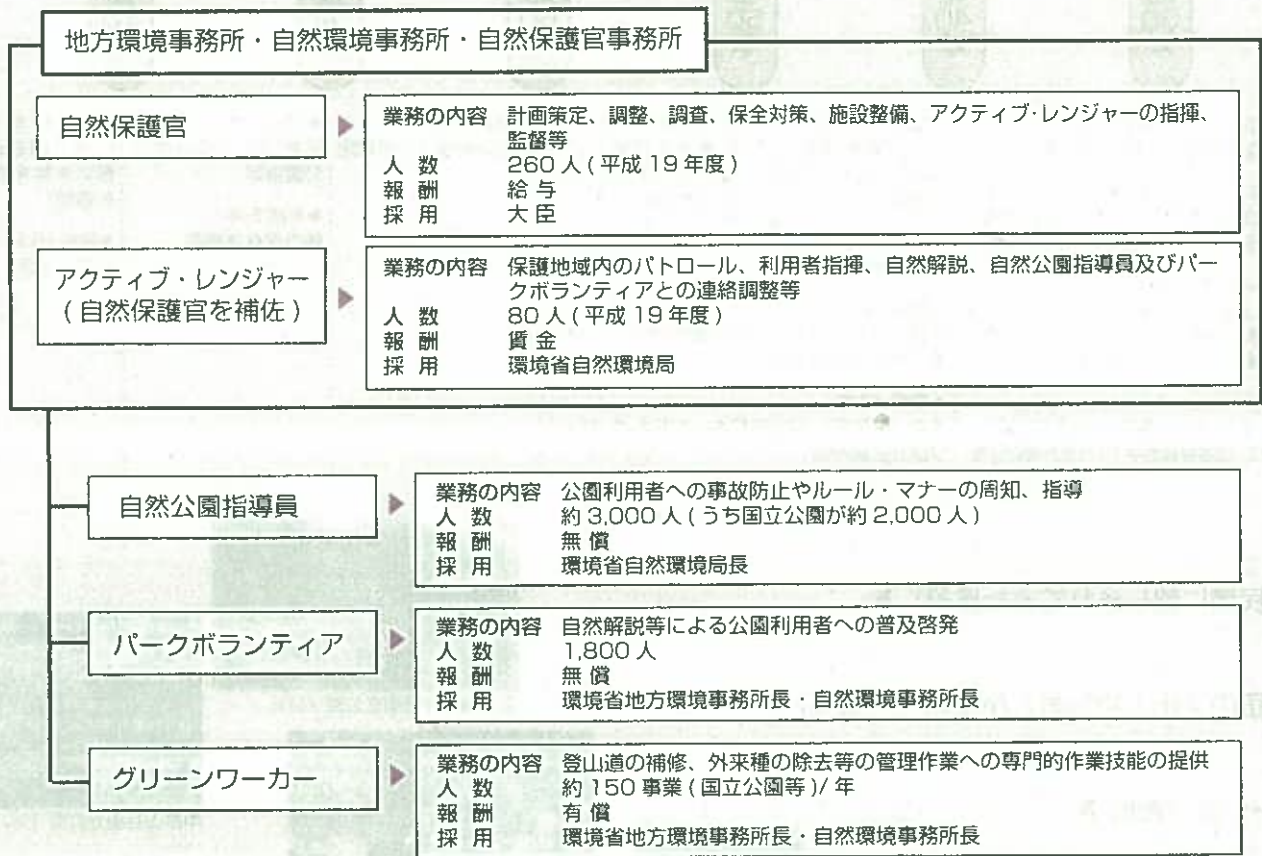 地方環境事務所・自然環境事務所・自然保護官事務所
自然保護官
業務の内容 計画策定、調整、調査、保全対策、施設整備、アクティブ・レンジャーの指揮、
監督等
人 数 260人(平成19年度)
報 酬 給与
採 用 大臣
アクティブ・レンジャー
(自然保護官を補佐)
業務の内容 保護地域内のパトロール、利用者指揮、自然解説、自然公園指導員及びパー
クボランティアとの連絡調整等
人 数 80人(平成19年度)
報 酬 賃金
採 用 環境省自然環境局
自然公園指導員
業務の内容 公園利用者への事故防止やルール・マナーの周知、指導
人 数 約3,000人(うち国立公園が約2,000人)
報 酬 無償
採 用 環境省自然環境局長
パークボランティア
業務の内容 自然解説等による公園利用者への普及啓発
人 数 1,800人
報 酬 無償
採 用 環境省地方環境事務所長・自然環境事務所長
グリーンワーカー
業務の内容 登山道の補修、外来種の除去等の管理作業への専門的作業技能の提供
人 数 約150事業(国立公園等)/年
報 酬 有償
採 用 環境省地方環境事務所長・自然環境事務所長